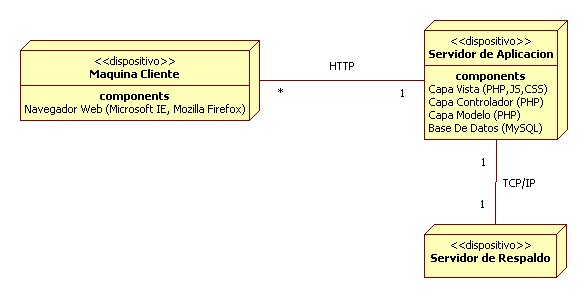 <<dispositivo>>
Maquina Cliente
components
Navegador Web (Microsoft IE, Mozilla Firefox)
HTTP
*
1
<<dispositivo>>
Servidor de Aplicacion
components
Capa Vista (PHP,JS,CSS)
Capa Controlador (PHP)
Capa Modelo (PHP)
Base De Datos (MySQL)
1
TCP/IP
1
<<dispositivo>>
Servidor de Respaldo